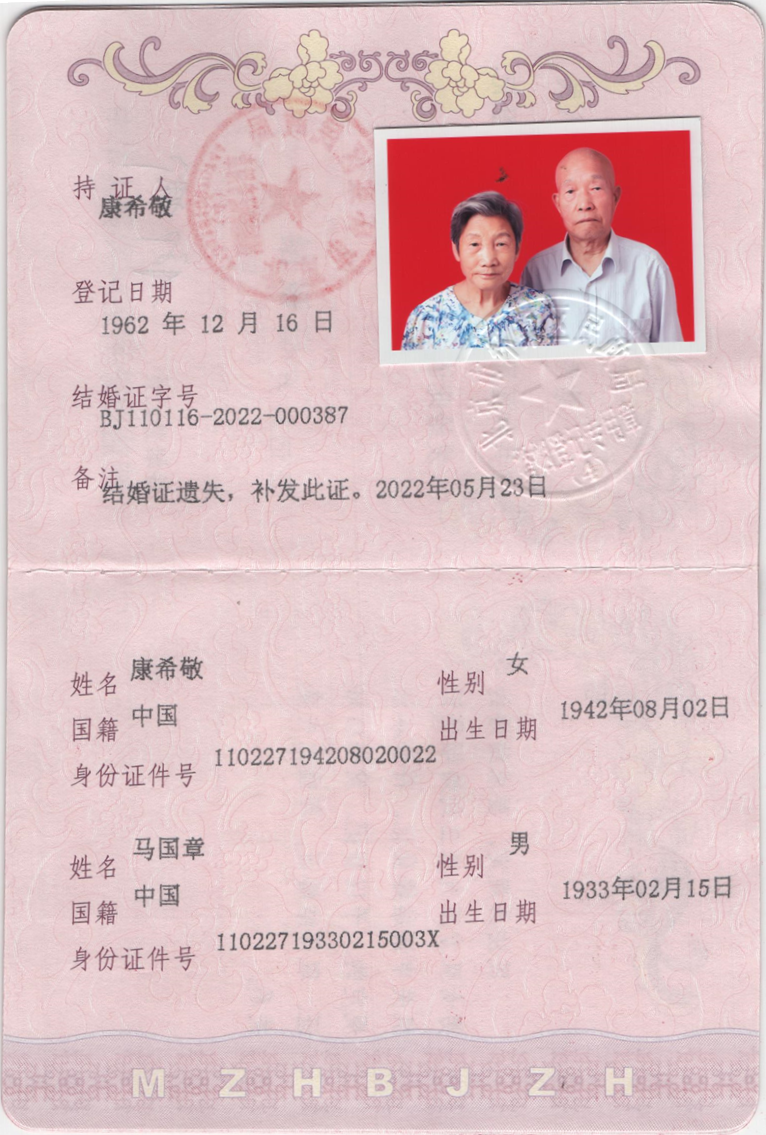 持证人
康希敬
登记日期
1962 年 12 月 16 日
结婚证字号
BJ110116-2022-000387
备注
结婚证遗失，补发此证。2022年05月23日
姓名 康希敬 性别 女
国籍 中国 出生日期 1942年08月02日
身份证件号 110227194208020022
姓名 马国章 性别 男
国籍 中国 出生日期 1933年02月15日
身份证件号 11022719330215003X
M Z H B J Z H